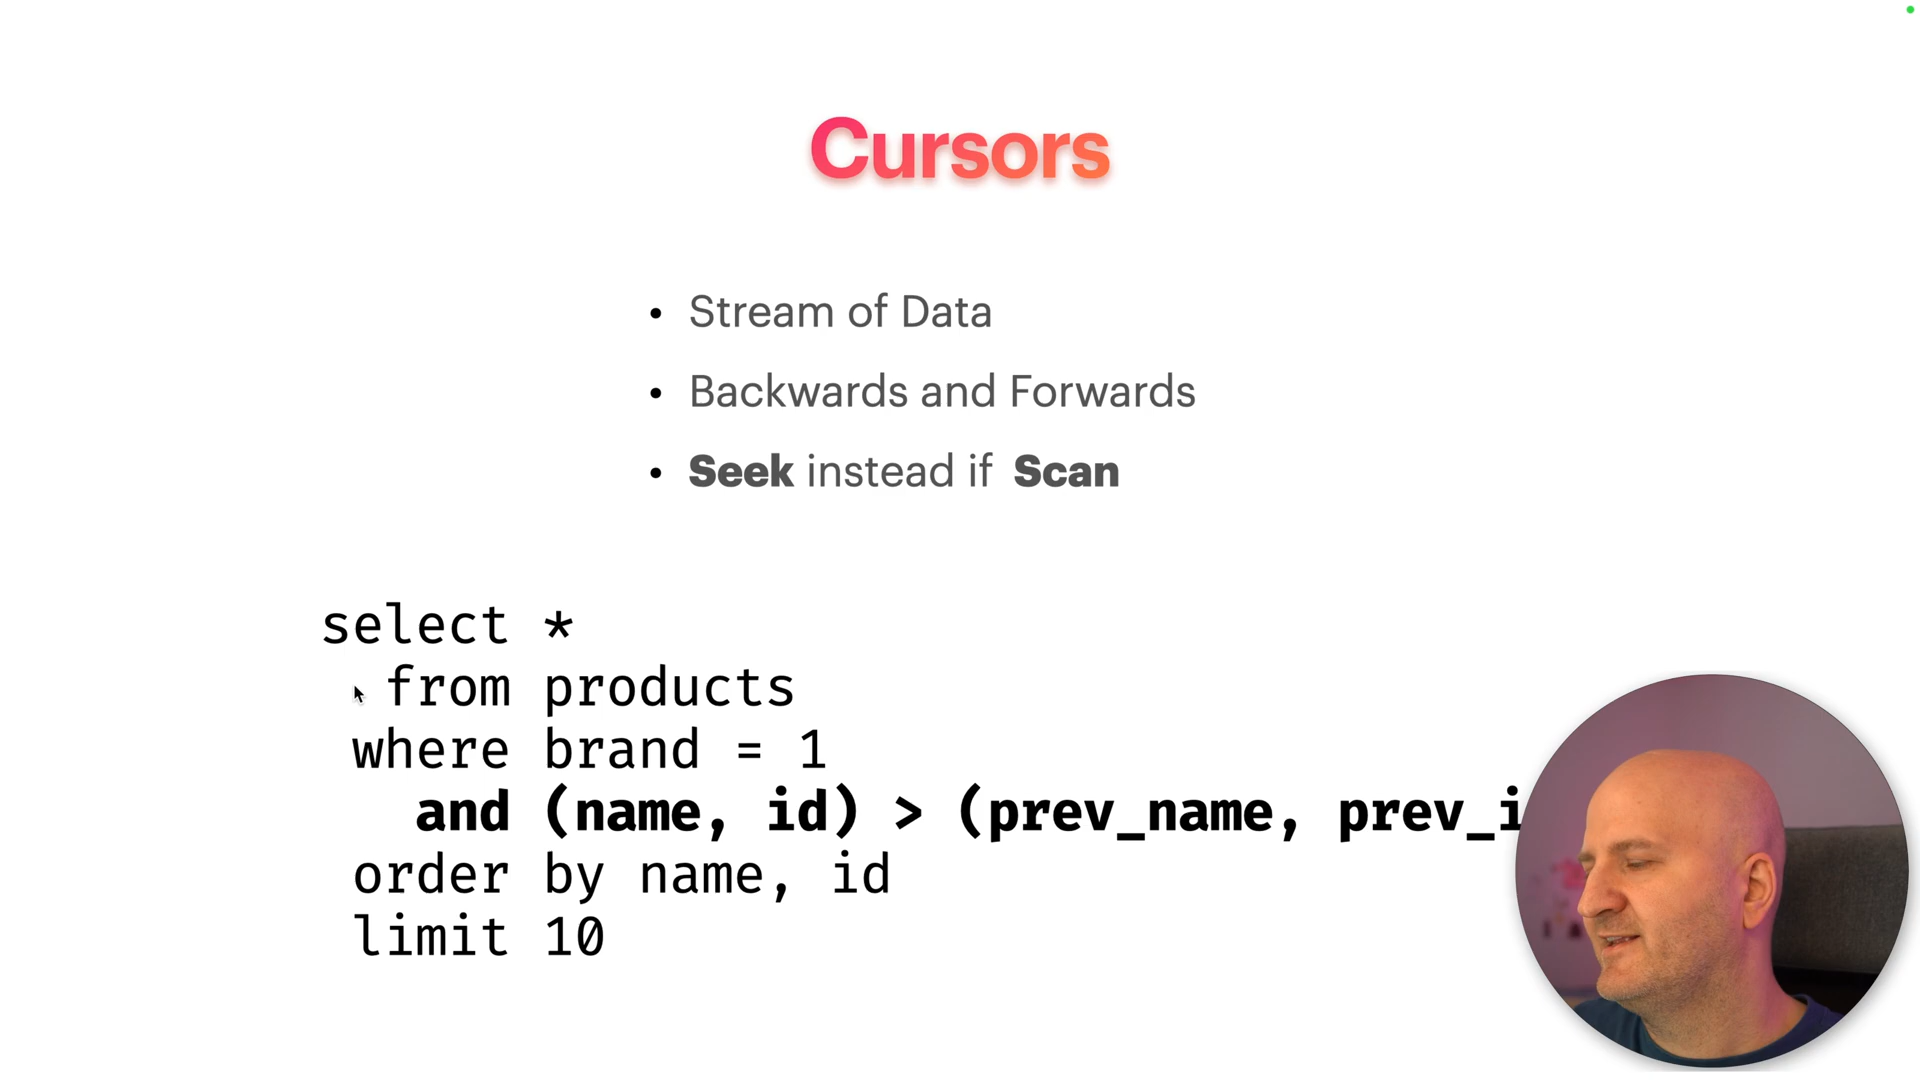 Cursors
• Stream of Data
• Backwards and Forwards
• Seek instead if Scan
select *
from products
where brand = 1
and (name, id) > (prev_name, prev_i
order by name, id
limit 10